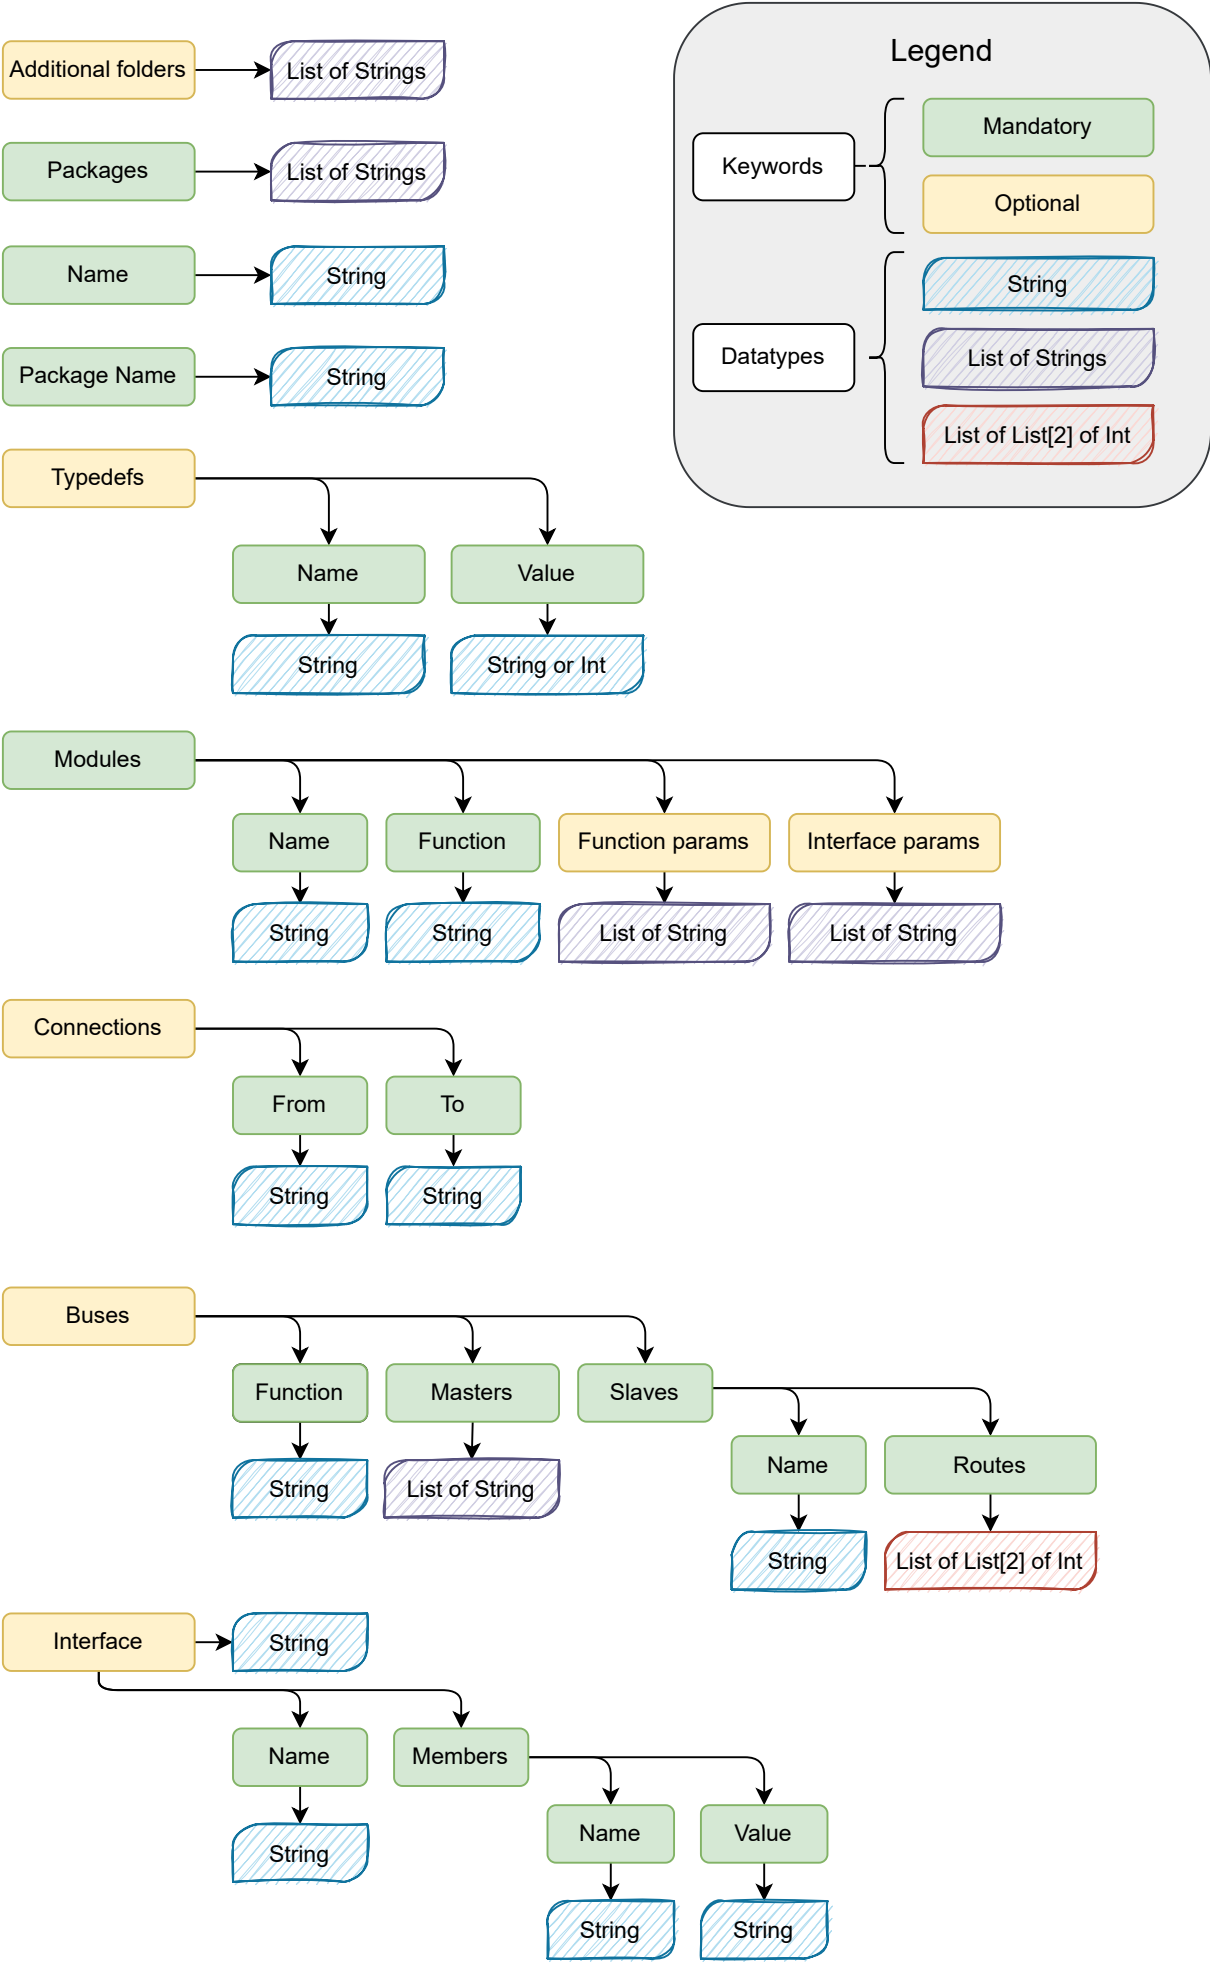 Additional folders
List of Strings
Packages
List of Strings
Name
String
Package Name
String
Legend
Keywords
Mandatory
Optional
Datatypes
String
List of Strings
List of List[2] of Int
Typedefs
Name
Value
String
String or Int
Modules
Name
Function
Function params
Interface params
String
String
List of String
List of String
Connections
From
To
String
String
Buses
Function
Masters
Slaves
String
List of String
Name
Routes
String
List of List[2] of Int
Interface
String
Name
Members
String
Name
Value
String
String